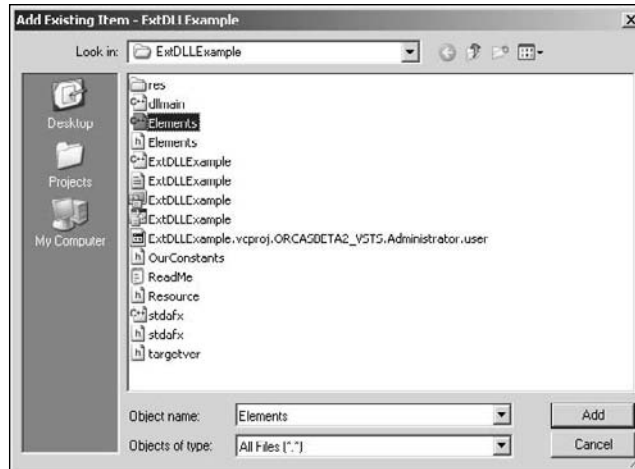 Add Existing Item - ExtDLLExample
X
Look in: ExtDLLExample
Desktop
Projects
My Computer
res
C++ dllmain
C++ Elements
h Elements
C++ ExtDLLExample
ExtDLLExample
ExtDLLExample
ExtDLLExample
ExtDLLExample.vcproj.ORCASBETA2_VSTS.Administrator.user
h OurConstants
ReadMe
h Resource
C++ stdafx
h stdafx
h targetver
Object name: Elements Add
Objects of type: All Files (*.*) Cancel